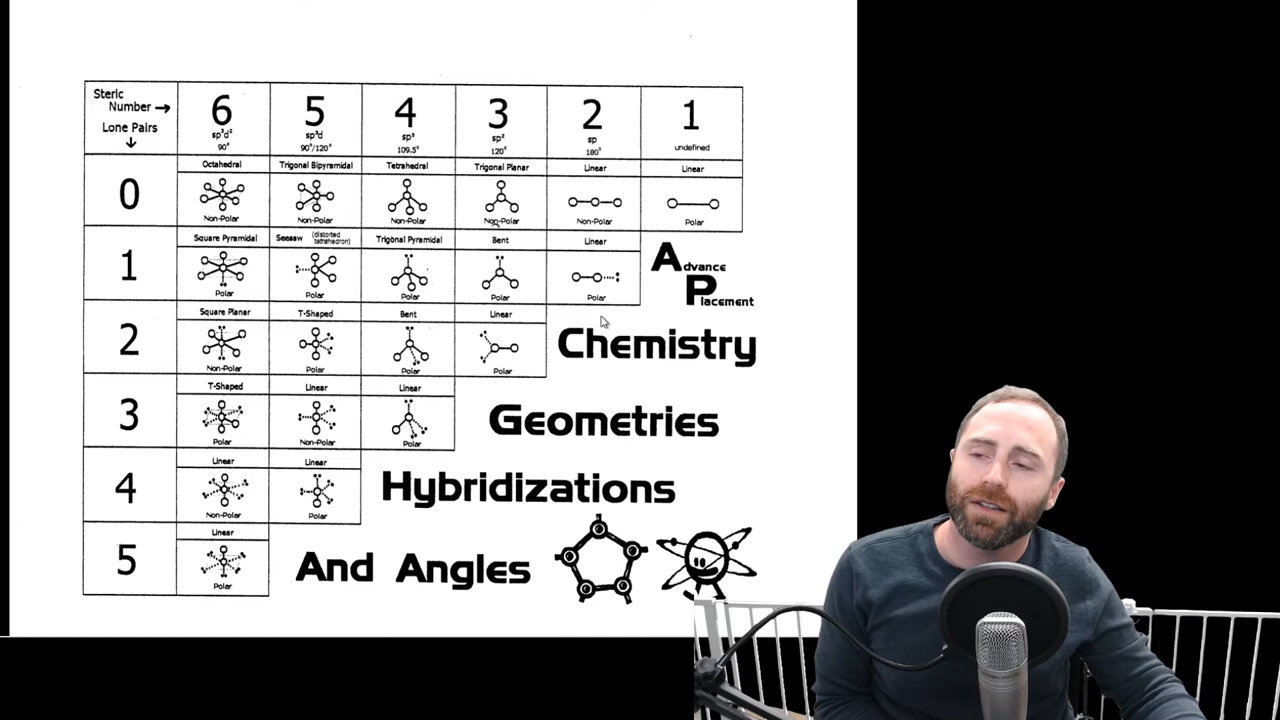 Steric Number → 6 5 4 3 2 1
Lone Pairs ↓ sp³d² sp³d sp³ sp² sp undefined
90° 90°/120° 109.5° 120° 180°
Octahedral Trigonal Bipyramidal Tetrahedral Trigonal Planar Linear Linear
0
Non-Polar Non-Polar Non-Polar Non-Polar Non-Polar Polar
Square Pyramidal Seesaw (distorted tetrahedron) Trigonal Pyramidal Bent Linear
1
Polar Polar Polar Polar Polar
Advance
Placement
Square Planar T-Shaped Bent Linear
2
Non-Polar Polar Polar Polar
Chemistry
T-Shaped Linear Linear
3
Polar Non-Polar Polar
Geometries
Linear Linear
4
Non-Polar Polar
Hybridizations
Linear
5
Polar
And Angles